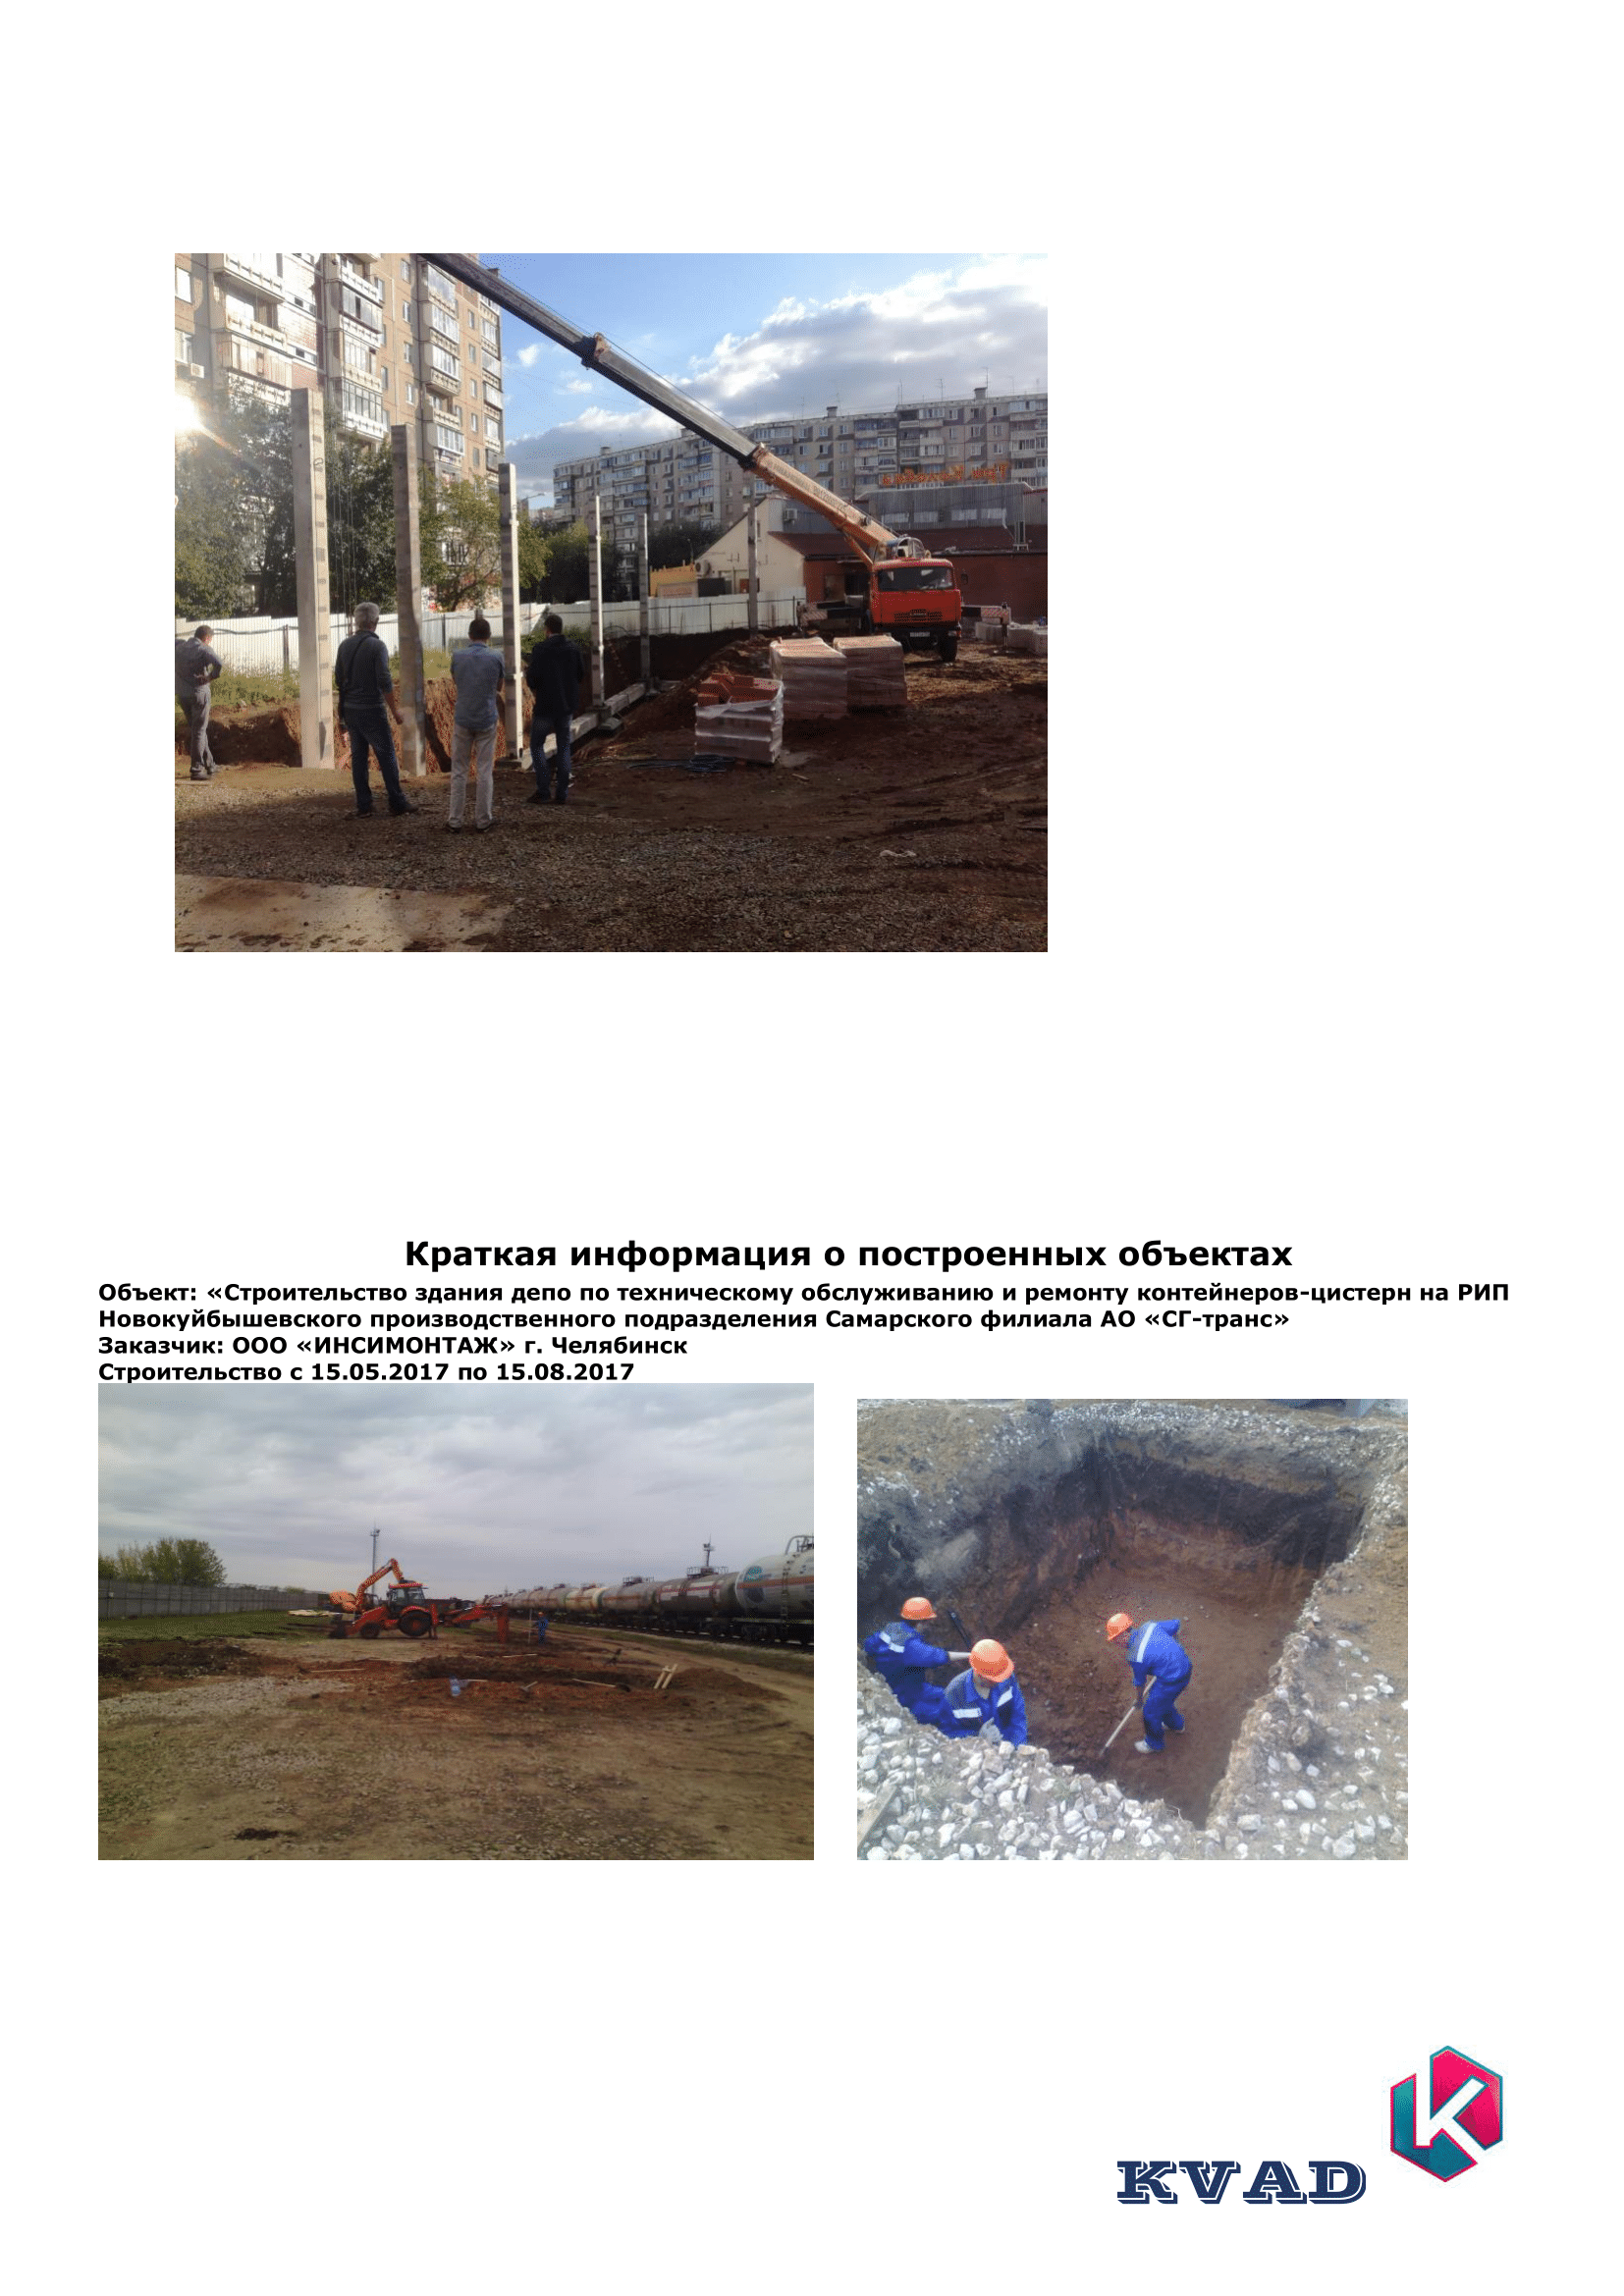 Краткая информация о построенных объектах
Объект: «Строительство здания депо по техническому обслуживанию и ремонту контейнеров-цистерн на РИП
Новокуйбышевского производственного подразделения Самарского филиала АО «СГ-транс»
Заказчик: ООО «ИНСИМОНТАЖ» г. Челябинск
Строительство с 15.05.2017 по 15.08.2017
KVAD
K